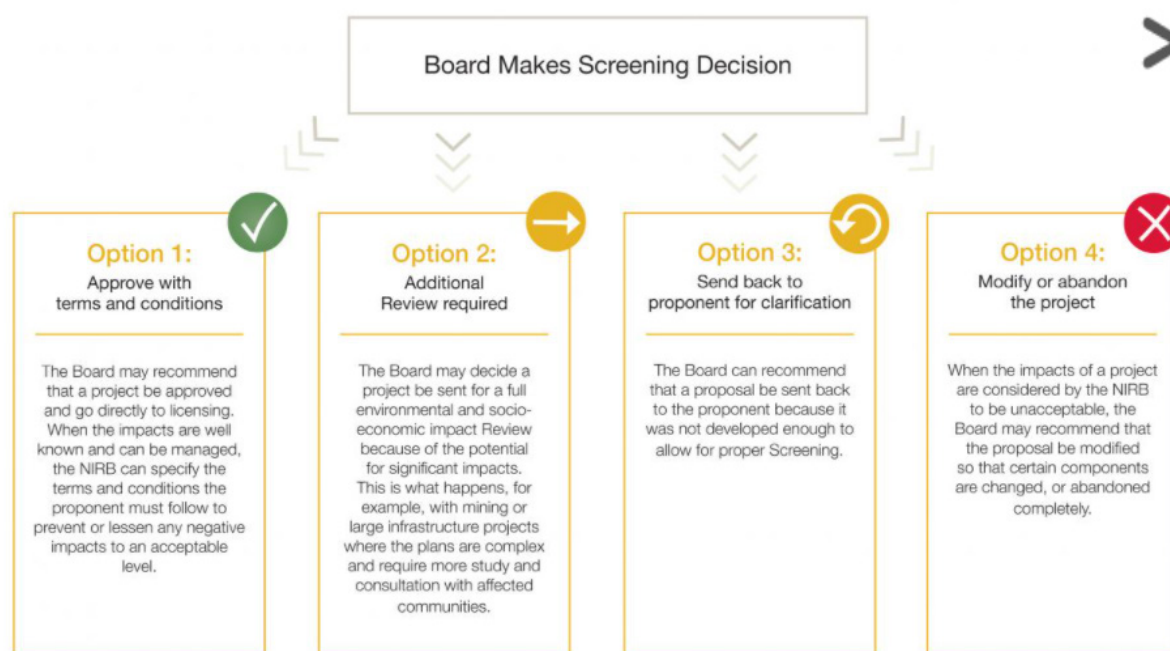 Board Makes Screening Decision
Option 1:
Approve with
terms and conditions
The Board may recommend
that a project be approved
and go directly to licensing.
When the impacts are well
known and can be managed,
the NIRB can specify the
terms and conditions the
proponent must follow to
prevent or lessen any negative
impacts to an acceptable
level.
Option 2:
Additional
Review required
The Board may decide a
project be sent for a full
environmental and socio-
economic impact Review
because of the potential
for significant impacts.
This is what happens, for
example, with mining or
large infrastructure projects
where the plans are complex
and require more study and
consultation with affected
communities.
Option 3:
Send back to
proponent for clarification
The Board can recommend
that a proposal be sent back
to the proponent because it
was not developed enough to
allow for proper Screening.
Option 4:
Modify or abandon
the project
When the impacts of a project
are considered by the NIRB
to be unacceptable, the
Board may recommend that
the proposal be modified
so that certain components
are changed, or abandoned
completely.